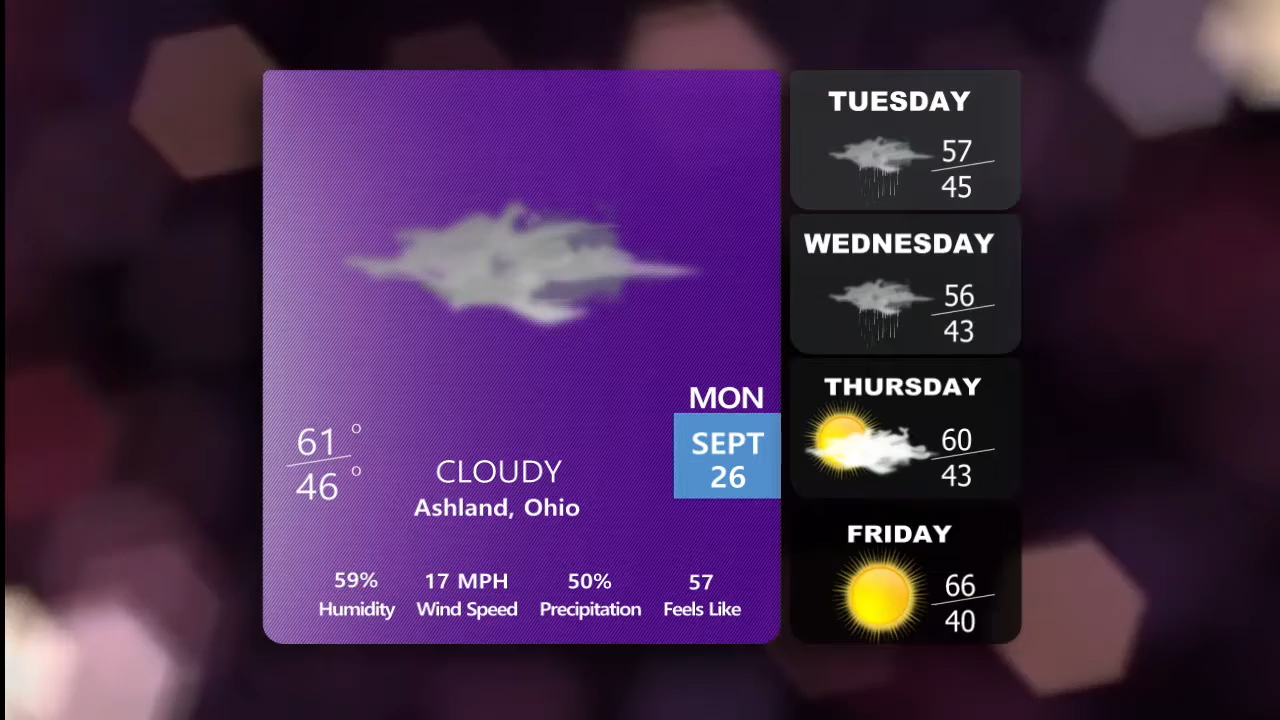 61°
46°
CLOUDY
Ashland, Ohio
MON
SEPT
26
59%
Humidity
17 MPH
Wind Speed
50%
Precipitation
57
Feels Like
TUESDAY
57
45
WEDNESDAY
56
43
THURSDAY
60
43
FRIDAY
66
40